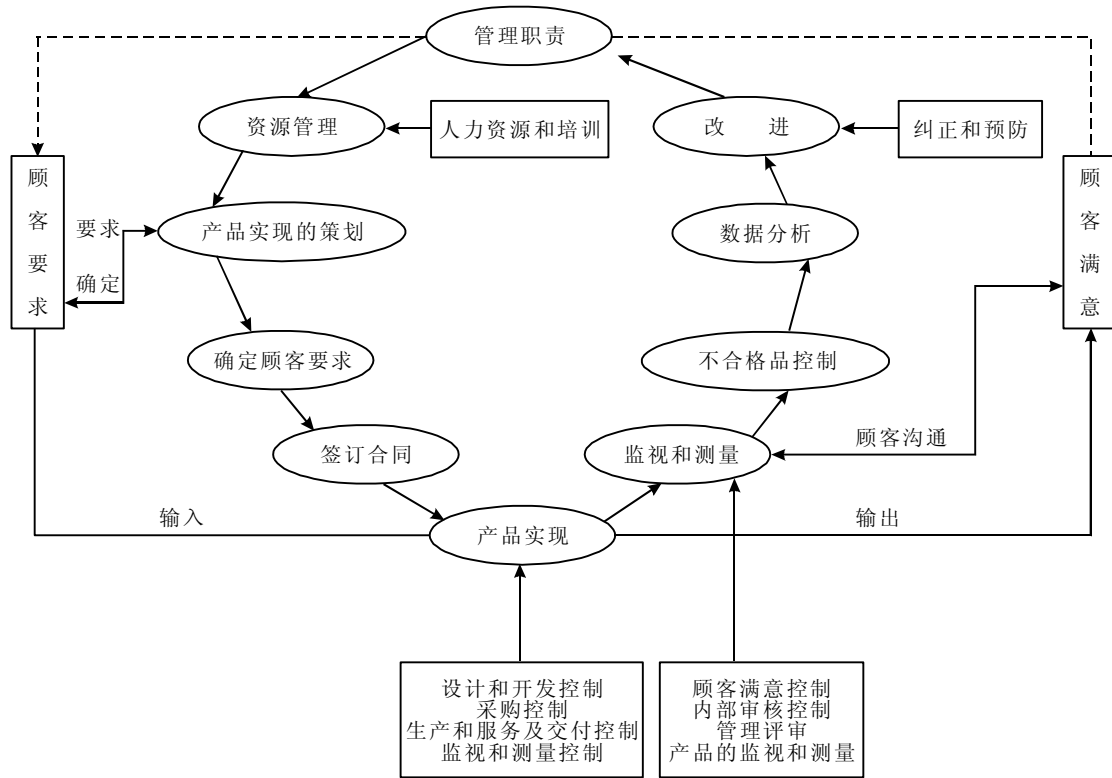 管理职责
资源管理
人力资源和培训
改 进
纠正和预防
顾客要求
要求
确定
产品实现的策划
数据分析
顾客满意
确定顾客要求
不合格品控制
签订合同
监视和测量
顾客沟通
输入
产品实现
输出
设计和开发控制
采购控制
生产和服务及交付控制
监视和测量控制
顾客满意控制
内部审核控制
管理评审
产品的监视和测量